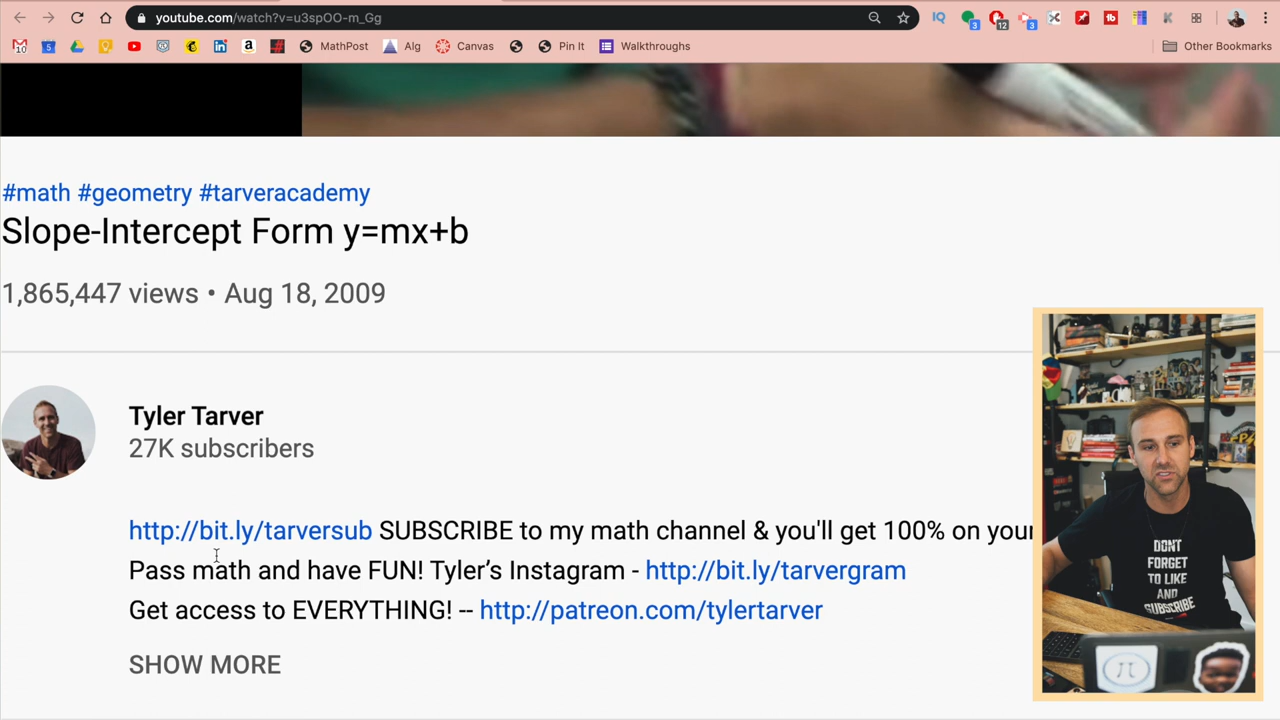 youtube.com/watch?v=u3spOO-m_Gg
MathPost Alg Canvas Pin It Walkthroughs Other Bookmarks
#math #geometry #tarveracademy
Slope-Intercept Form y=mx+b
1,865,447 views • Aug 18, 2009
Tyler Tarver
27K subscribers
http://bit.ly/tarversub SUBSCRIBE to my math channel & you'll get 100% on your
Pass math and have FUN! Tyler’s Instagram - http://bit.ly/tarvergram
Get access to EVERYTHING! -- http://patreon.com/tylertarver
SHOW MORE
DONT
FORGET
TO LIKE
AND
SUBSCRIBE